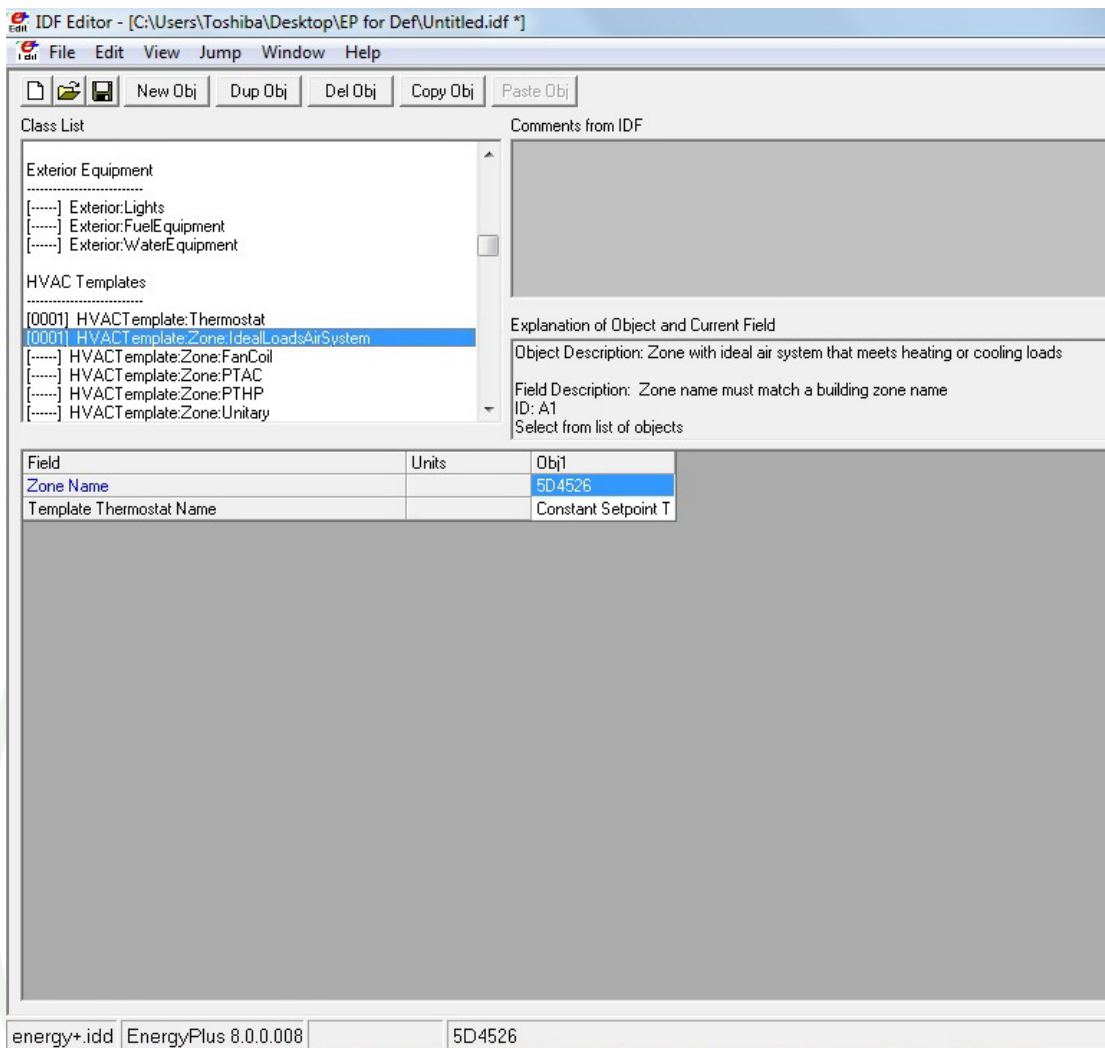 IDF Editor - [C:\Users\Toshiba\Desktop\EP for Def\Untitled.idf *]
File Edit View Jump Window Help
New Obj Dup Obj Del Obj Copy Obj Paste Obj
Class List
Exterior Equipment
---------------------------
[------] Exterior:Lights
[------] Exterior:FuelEquipment
[------] Exterior:WaterEquipment
HVAC Templates
---------------------------
[0001] HVACTemplate:Thermostat
[0001] HVACTemplate:Zone:IdealLoadsAirSystem
[------] HVACTemplate:Zone:FanCoil
[------] HVACTemplate:Zone:PTAC
[------] HVACTemplate:Zone:PTHP
[------] HVACTemplate:Zone:Unitary
Comments from IDF
Explanation of Object and Current Field
Object Description: Zone with ideal air system that meets heating or cooling loads
Field Description: Zone name must match a building zone name
ID: A1
Select from list of objects
Field Units Obj1
Zone Name 5D4526
Template Thermostat Name Constant Setpoint T
energy+.idd EnergyPlus 8.0.0.008 5D4526